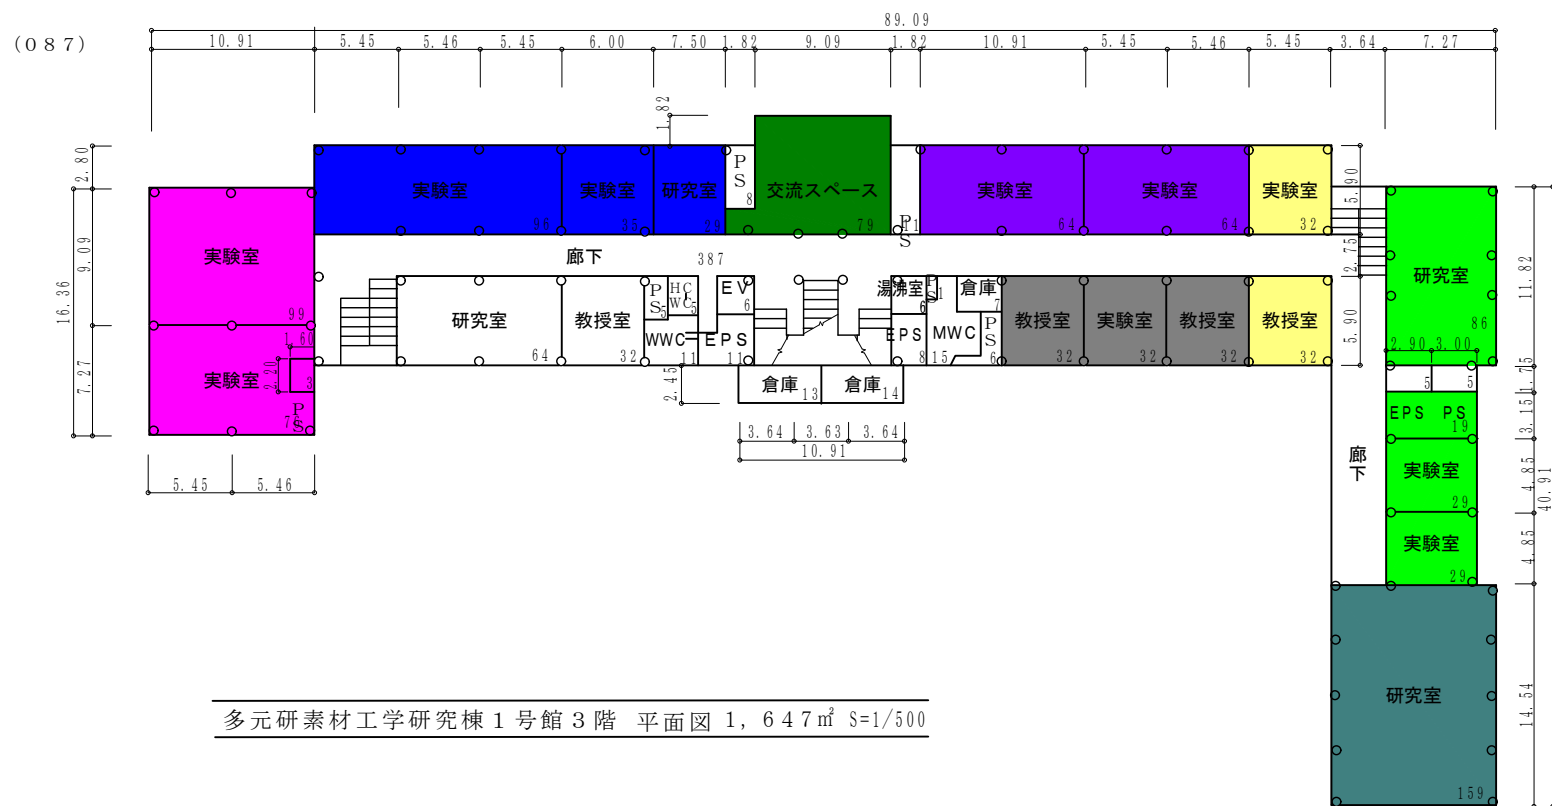 (087)
89.09
10.91 5.45 5.46 5.45 6.00 7.50 1.82 9.09 1.82 10.91 5.45 5.46 5.45 3.64 7.27
1.82
2.80
9.09
7.27
16.36
実験室 96
実験室 35
研究室
PS 8
交流スペース 79
PS
実験室 64
実験室 64
実験室 32
5.90
2.75
5.90
実験室 99
実験室
1.60
2.20
3
PS
廊下 387
研究室 64
教授室 32
PS 5
HC WC 5
WWC 11
EV 6
EPS 11
湯沸室 6
PS 1
倉庫 7
EPS 8
MWC 15
PS 6
教授室 32
実験室 32
教授室 32
教授室 32
研究室 86
11.82
2.45
倉庫 13
倉庫 14
3.64 3.63 3.64
10.91
5.45 5.46
2.90 3.00
5 5
1.75
EPS PS 19
3.15
廊下
実験室 29
4.85
実験室 29
4.85
40.91
研究室 159
14.54
多元研素材工学研究棟1号館3階 平面図 1,647㎡ S=1/500